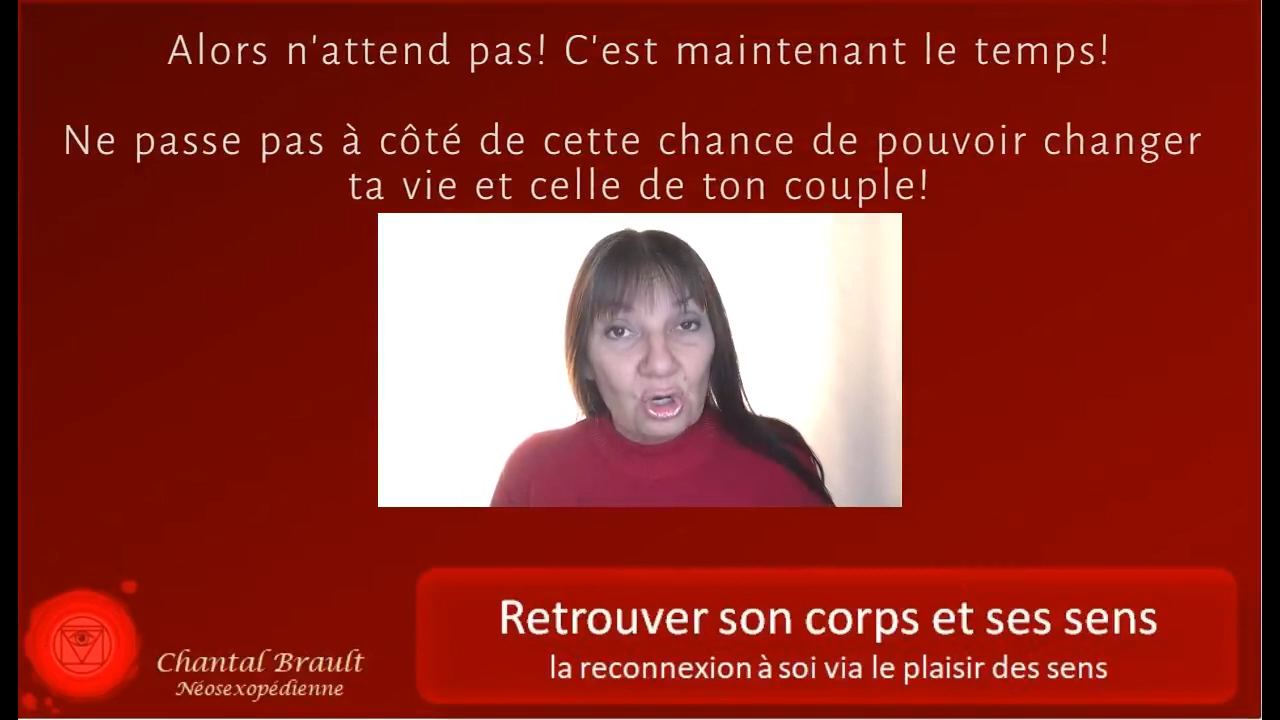 Alors n'attend pas! C'est maintenant le temps!
Ne passe pas à côté de cette chance de pouvoir changer
ta vie et celle de ton couple!
Retrouver son corps et ses sens
la reconnexion à soi via le plaisir des sens
Chantal Brault
Néosexopédienne